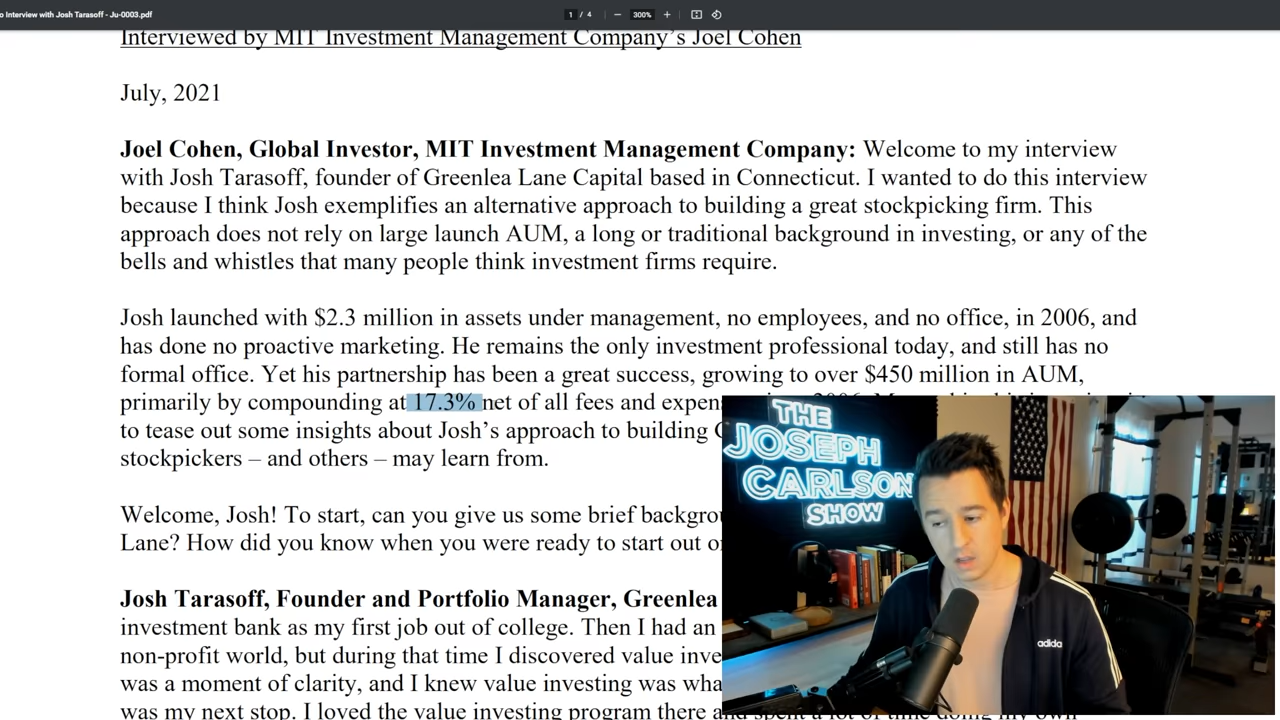 o Interview with Josh Tarasoff - Ju-0003.pdf
1 / 4
300%
Interviewed by MIT Investment Management Company's Joel Cohen
July, 2021
Joel Cohen, Global Investor, MIT Investment Management Company: Welcome to my interview
with Josh Tarasoff, founder of Greenlea Lane Capital based in Connecticut. I wanted to do this interview
because I think Josh exemplifies an alternative approach to building a great stockpicking firm. This
approach does not rely on large launch AUM, a long or traditional background in investing, or any of the
bells and whistles that many people think investment firms require.
Josh launched with $2.3 million in assets under management, no employees, and no office, in 2006, and
has done no proactive marketing. He remains the only investment professional today, and still has no
formal office. Yet his partnership has been a great success, growing to over $450 million in AUM,
primarily by compounding at 17.3% net of all fees and expen
to tease out some insights about Josh's approach to building
stockpickers – and others – may learn from.
Welcome, Josh! To start, can you give us some brief backgrou
Lane? How did you know when you were ready to start out o
Josh Tarasoff, Founder and Portfolio Manager, Greenlea
investment bank as my first job out of college. Then I had an
non-profit world, but during that time I discovered value inve
was a moment of clarity, and I knew value investing was wha
was my next stop. I loved the value investing program there and spent a lot of time doing my own
THE
JOSEPH
CARLSON
SHOW
adidas